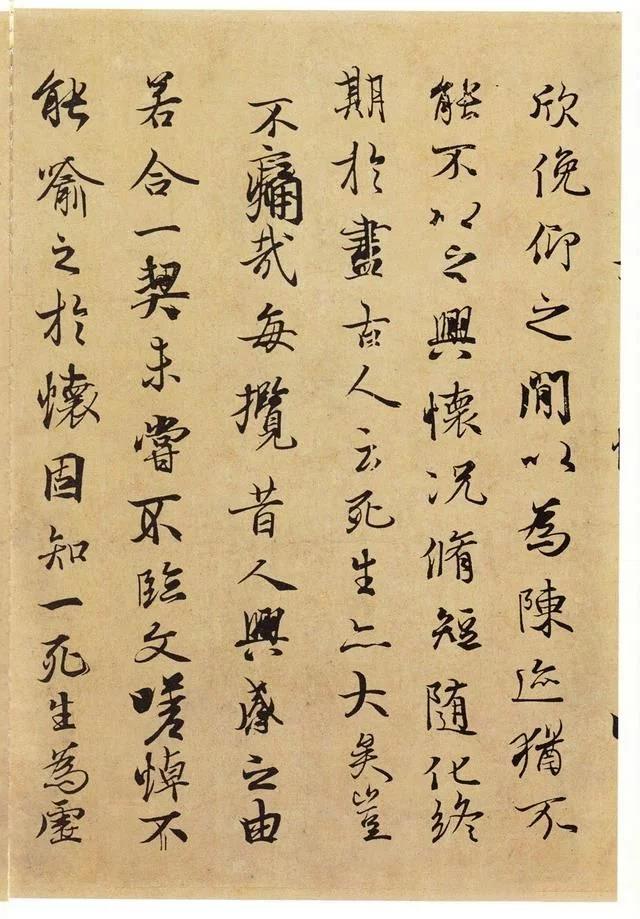 欣俛仰之閒以為陳迹猶不
能不以之興懷况脩短随化終
期於盡古人云死生亦大矣豈
不痛哉每攬昔人興感之由
若合一契未嘗不臨文嗟悼不
能喻之於懷固知一死生為虛